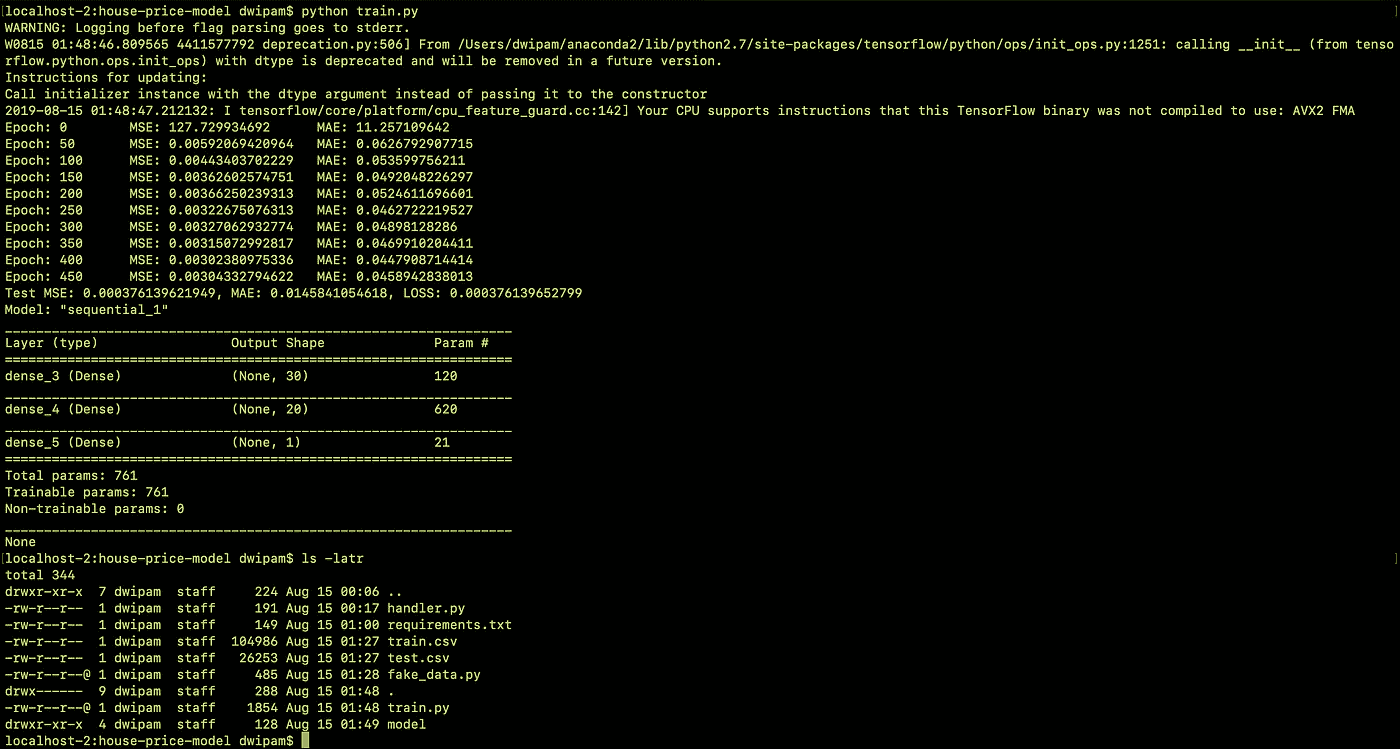 [localhost-2:house-price-model dwipam$ python train.py ]
WARNING: Logging before flag parsing goes to stderr.
W0815 01:48:46.809565 4411577792 deprecation.py:506] From /Users/dwipam/anaconda2/lib/python2.7/site-packages/tensorflow/python/ops/init_ops.py:1251: calling __init__ (from tenso
rflow.python.ops.init_ops) with dtype is deprecated and will be removed in a future version.
Instructions for updating:
Call initializer instance with the dtype argument instead of passing it to the constructor
2019-08-15 01:48:47.212132: I tensorflow/core/platform/cpu_feature_guard.cc:142] Your CPU supports instructions that this TensorFlow binary was not compiled to use: AVX2 FMA
Epoch: 0 MSE: 127.729934692 MAE: 11.257109642
Epoch: 50 MSE: 0.00592069420964 MAE: 0.0626792907715
Epoch: 100 MSE: 0.00443403702229 MAE: 0.053599756211
Epoch: 150 MSE: 0.00362602574751 MAE: 0.0492048226297
Epoch: 200 MSE: 0.00366250239313 MAE: 0.0524611696601
Epoch: 250 MSE: 0.00322675076313 MAE: 0.0462722219527
Epoch: 300 MSE: 0.00327062932774 MAE: 0.04898128286
Epoch: 350 MSE: 0.00315072992817 MAE: 0.0469910204411
Epoch: 400 MSE: 0.00302380975336 MAE: 0.0447908714414
Epoch: 450 MSE: 0.00304332794622 MAE: 0.0458942838013
Test MSE: 0.000376139621949, MAE: 0.0145841054618, LOSS: 0.000376139652799
Model: "sequential_1"
_________________________________________________________________
Layer (type) Output Shape Param #
=================================================================
dense_3 (Dense) (None, 30) 120
_________________________________________________________________
dense_4 (Dense) (None, 20) 620
_________________________________________________________________
dense_5 (Dense) (None, 1) 21
=================================================================
Total params: 761
Trainable params: 761
Non-trainable params: 0
_________________________________________________________________
None
[localhost-2:house-price-model dwipam$ ls -latr ]
total 344
drwxr-xr-x 7 dwipam staff 224 Aug 15 00:06 ..
-rw-r--r-- 1 dwipam staff 191 Aug 15 00:17 handler.py
-rw-r--r-- 1 dwipam staff 149 Aug 15 01:00 requirements.txt
-rw-r--r-- 1 dwipam staff 104986 Aug 15 01:27 train.csv
-rw-r--r-- 1 dwipam staff 26253 Aug 15 01:27 test.csv
-rw-r--r--@ 1 dwipam staff 485 Aug 15 01:28 fake_data.py
drwx------ 9 dwipam staff 288 Aug 15 01:48 .
-rw-r--r--@ 1 dwipam staff 1854 Aug 15 01:48 train.py
drwxr-xr-x 4 dwipam staff 128 Aug 15 01:49 model
localhost-2:house-price-model dwipam$